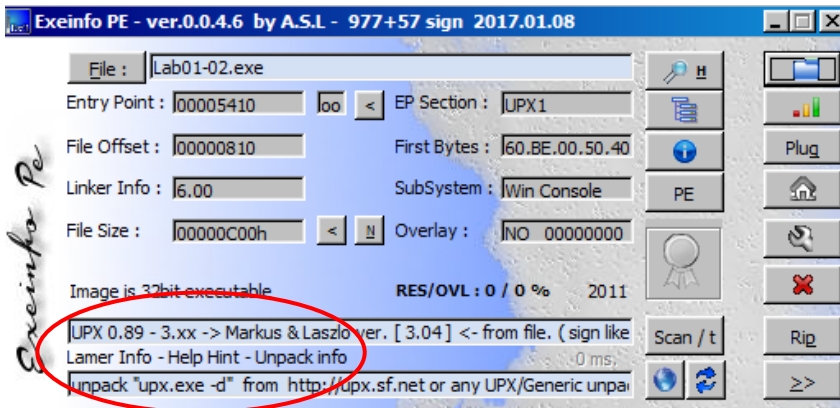 Exeinfo PE - ver.0.0.4.6 by A.S.L - 977+57 sign 2017.01.08
File : Lab01-02.exe H
Entry Point : 00005410 oo < EP Section : UPX1
File Offset : 00000810 First Bytes : 60.BE.00.50.40 Plug
Linker Info : 6.00 SubSystem : Win Console PE
File Size : 00000C00h < N Overlay : NO 00000000
Image is 32bit executable RES/OVL : 0 / 0 % 2011
UPX 0.89 - 3.xx -> Markus & Laszlo ver. [ 3.04 ] <- from file. ( sign like Scan / t Rip
Lamer Info - Help Hint - Unpack info 0 ms.
unpack "upx.exe -d" from http://upx.sf.net or any UPX/Generic unpa >>
Exeinfo Pe